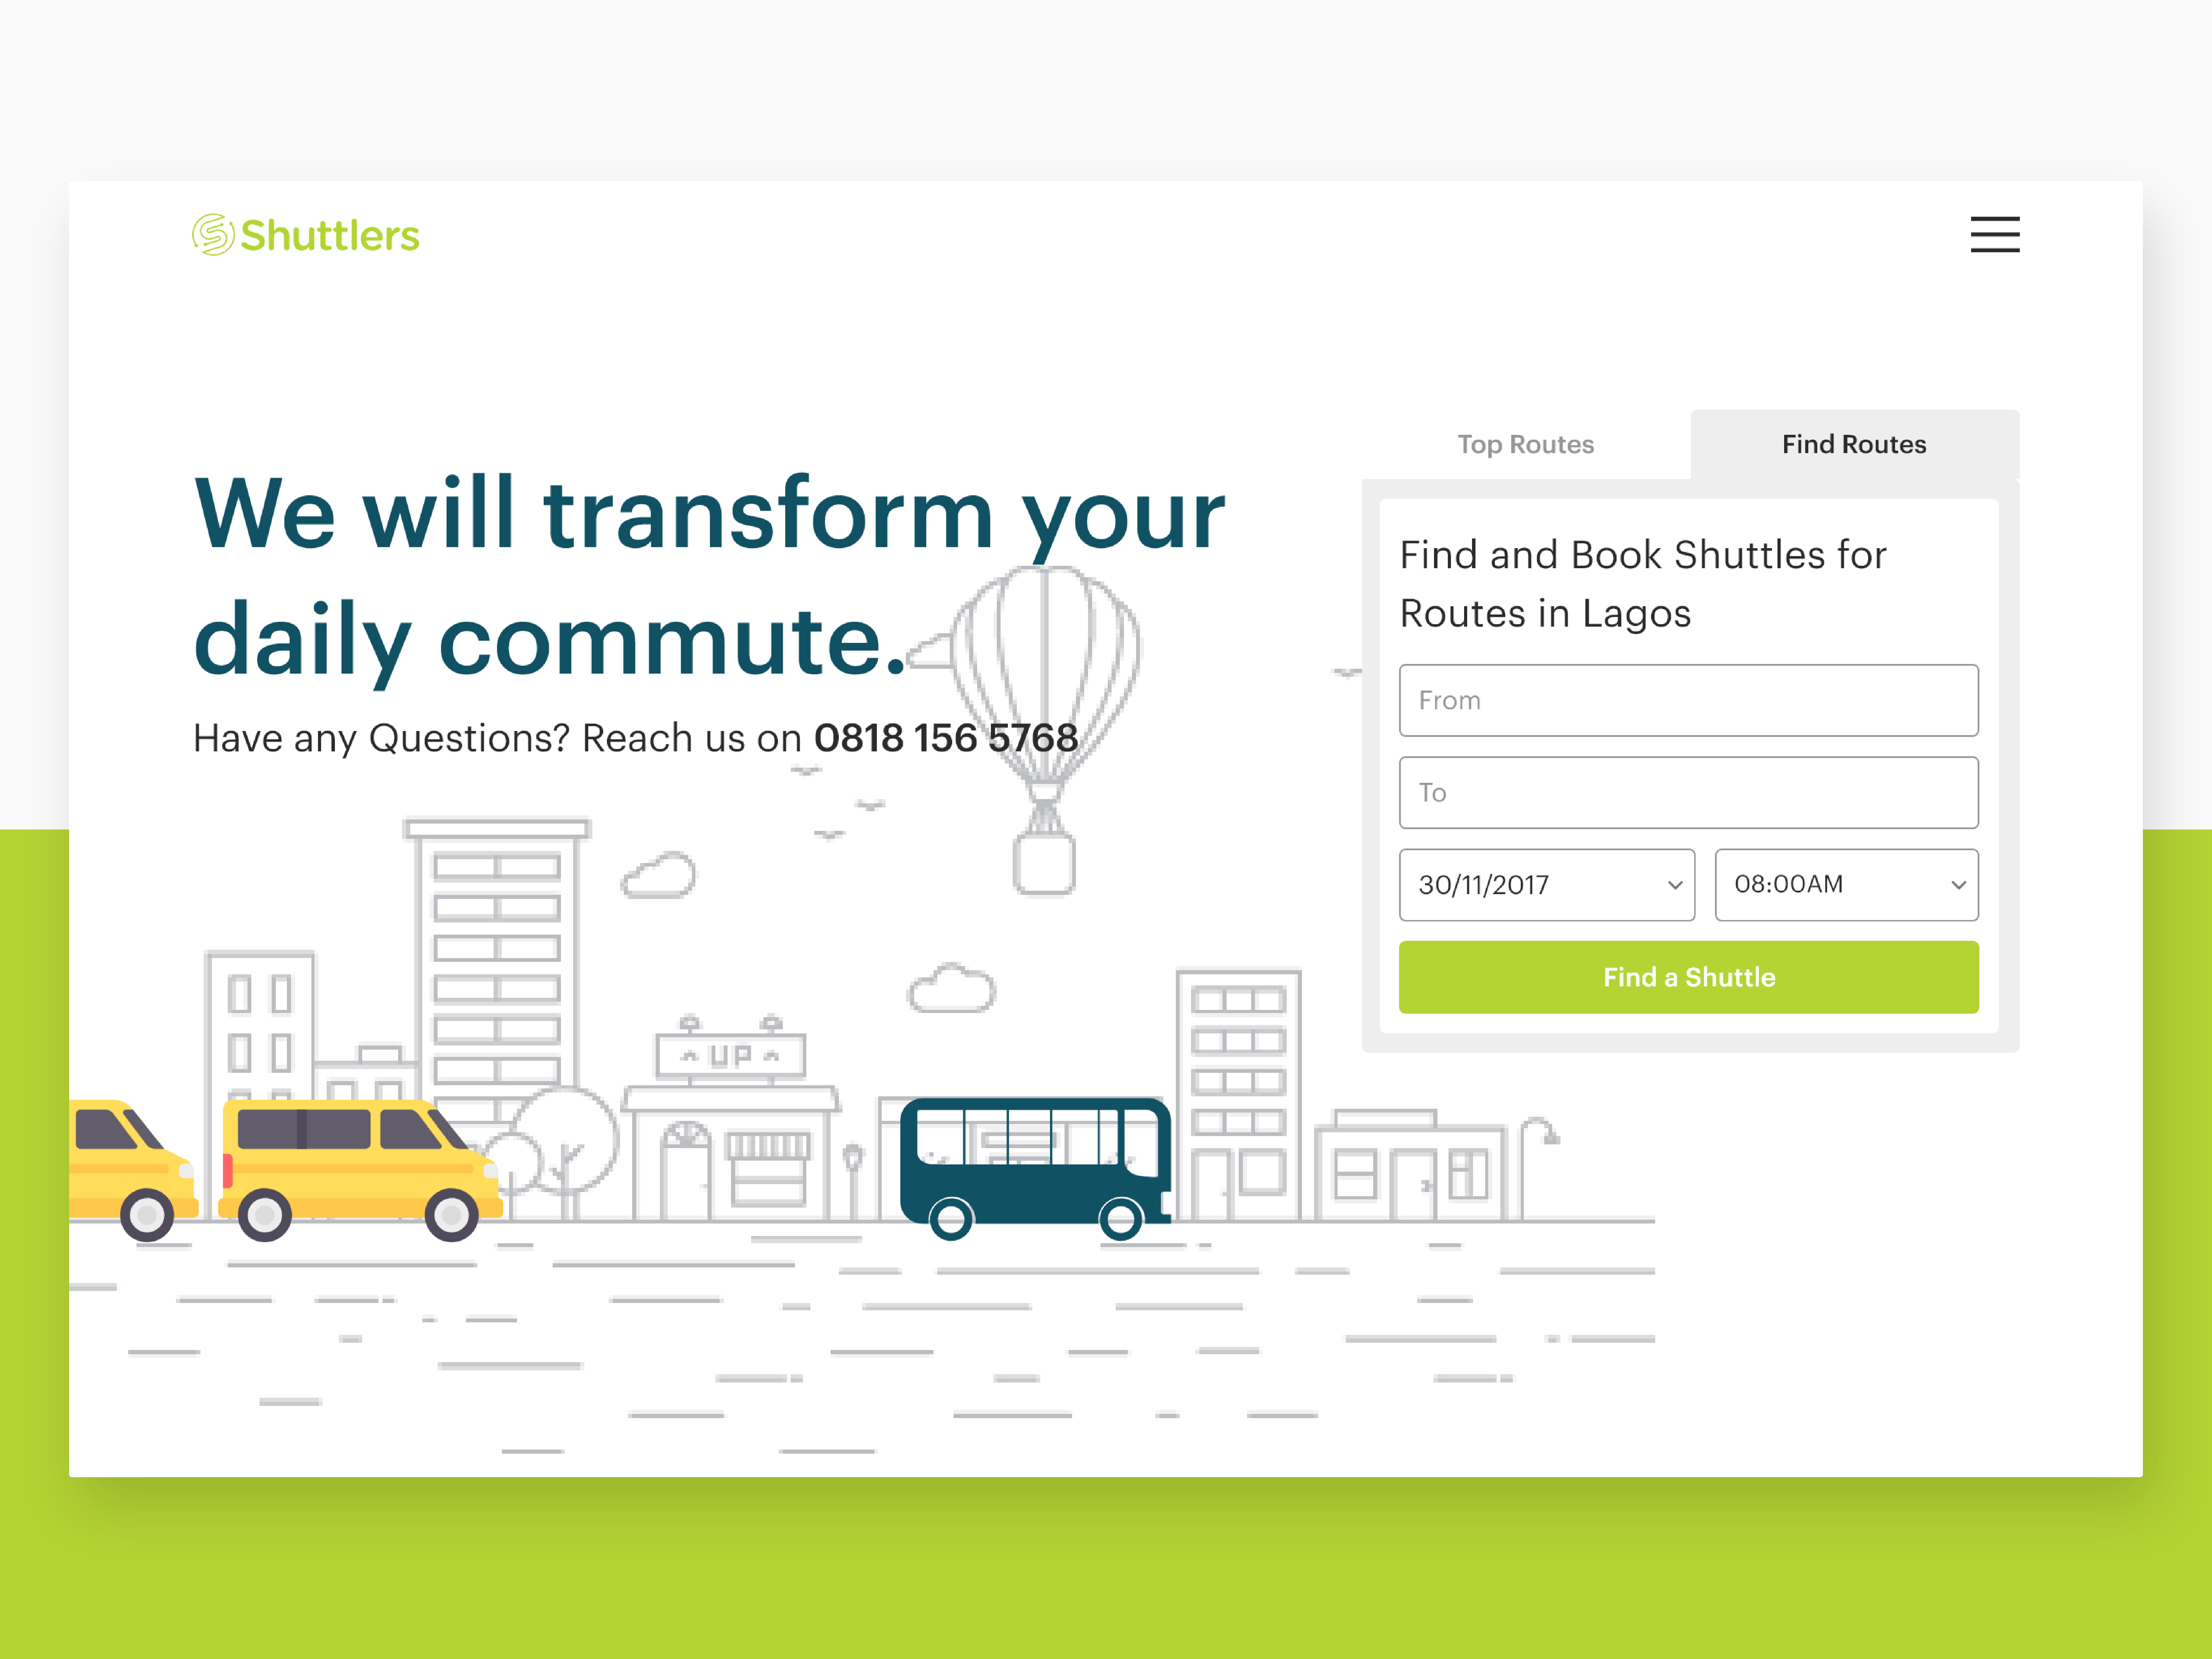 Shuttlers
We will transform your
daily commute.
Have any Questions? Reach us on 0818 156 5768
Top Routes
Find Routes
Find and Book Shuttles for
Routes in Lagos
From
To
30/11/2017
08:00AM
Find a Shuttle
UP